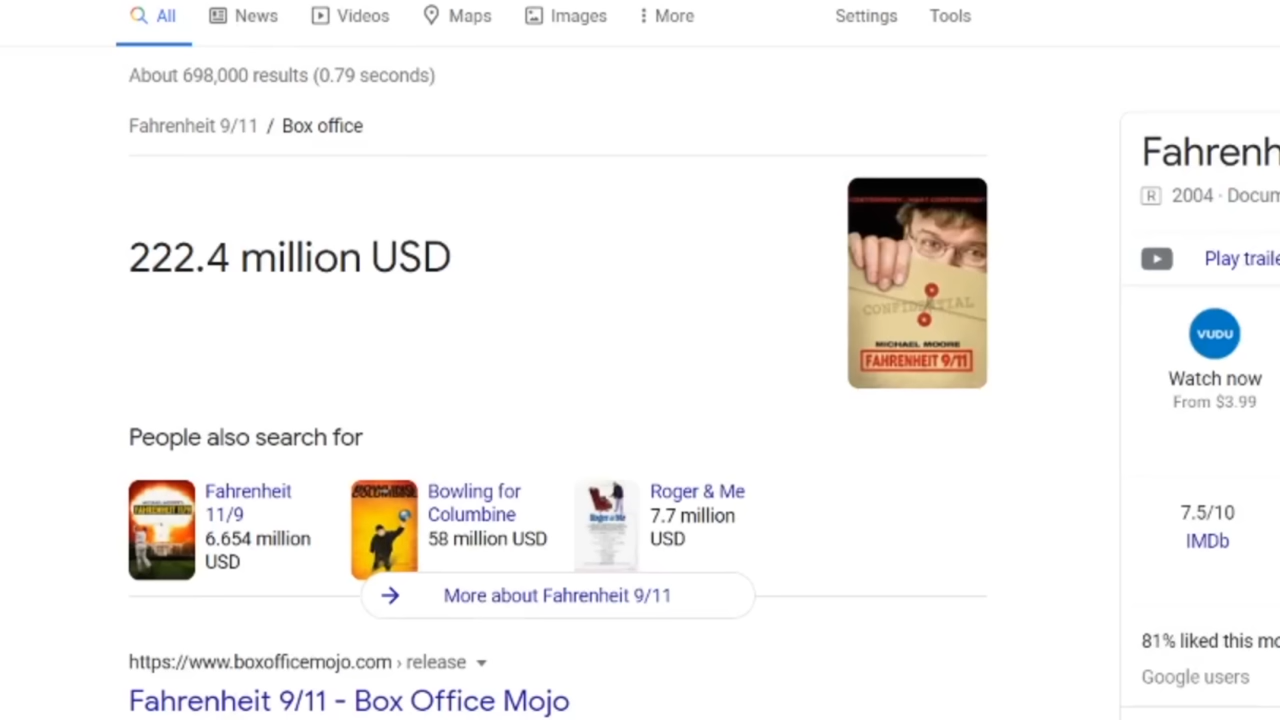 All News Videos Maps Images More Settings Tools
About 698,000 results (0.79 seconds)
Fahrenheit 9/11 / Box office
222.4 million USD
CONFIDENTIAL
MICHAEL MOORE
FAHRENHEIT 9/11
People also search for
Fahrenheit
11/9
6.654 million
USD
Bowling for
Columbine
58 million USD
Roger & Me
7.7 million
USD
More about Fahrenheit 9/11
https://www.boxofficemojo.com › release
Fahrenheit 9/11 - Box Office Mojo
Fahrenh
R 2004 · Docum
Play traile
VUDU
Watch now
From $3.99
7.5/10
IMDb
81% liked this mo
Google users